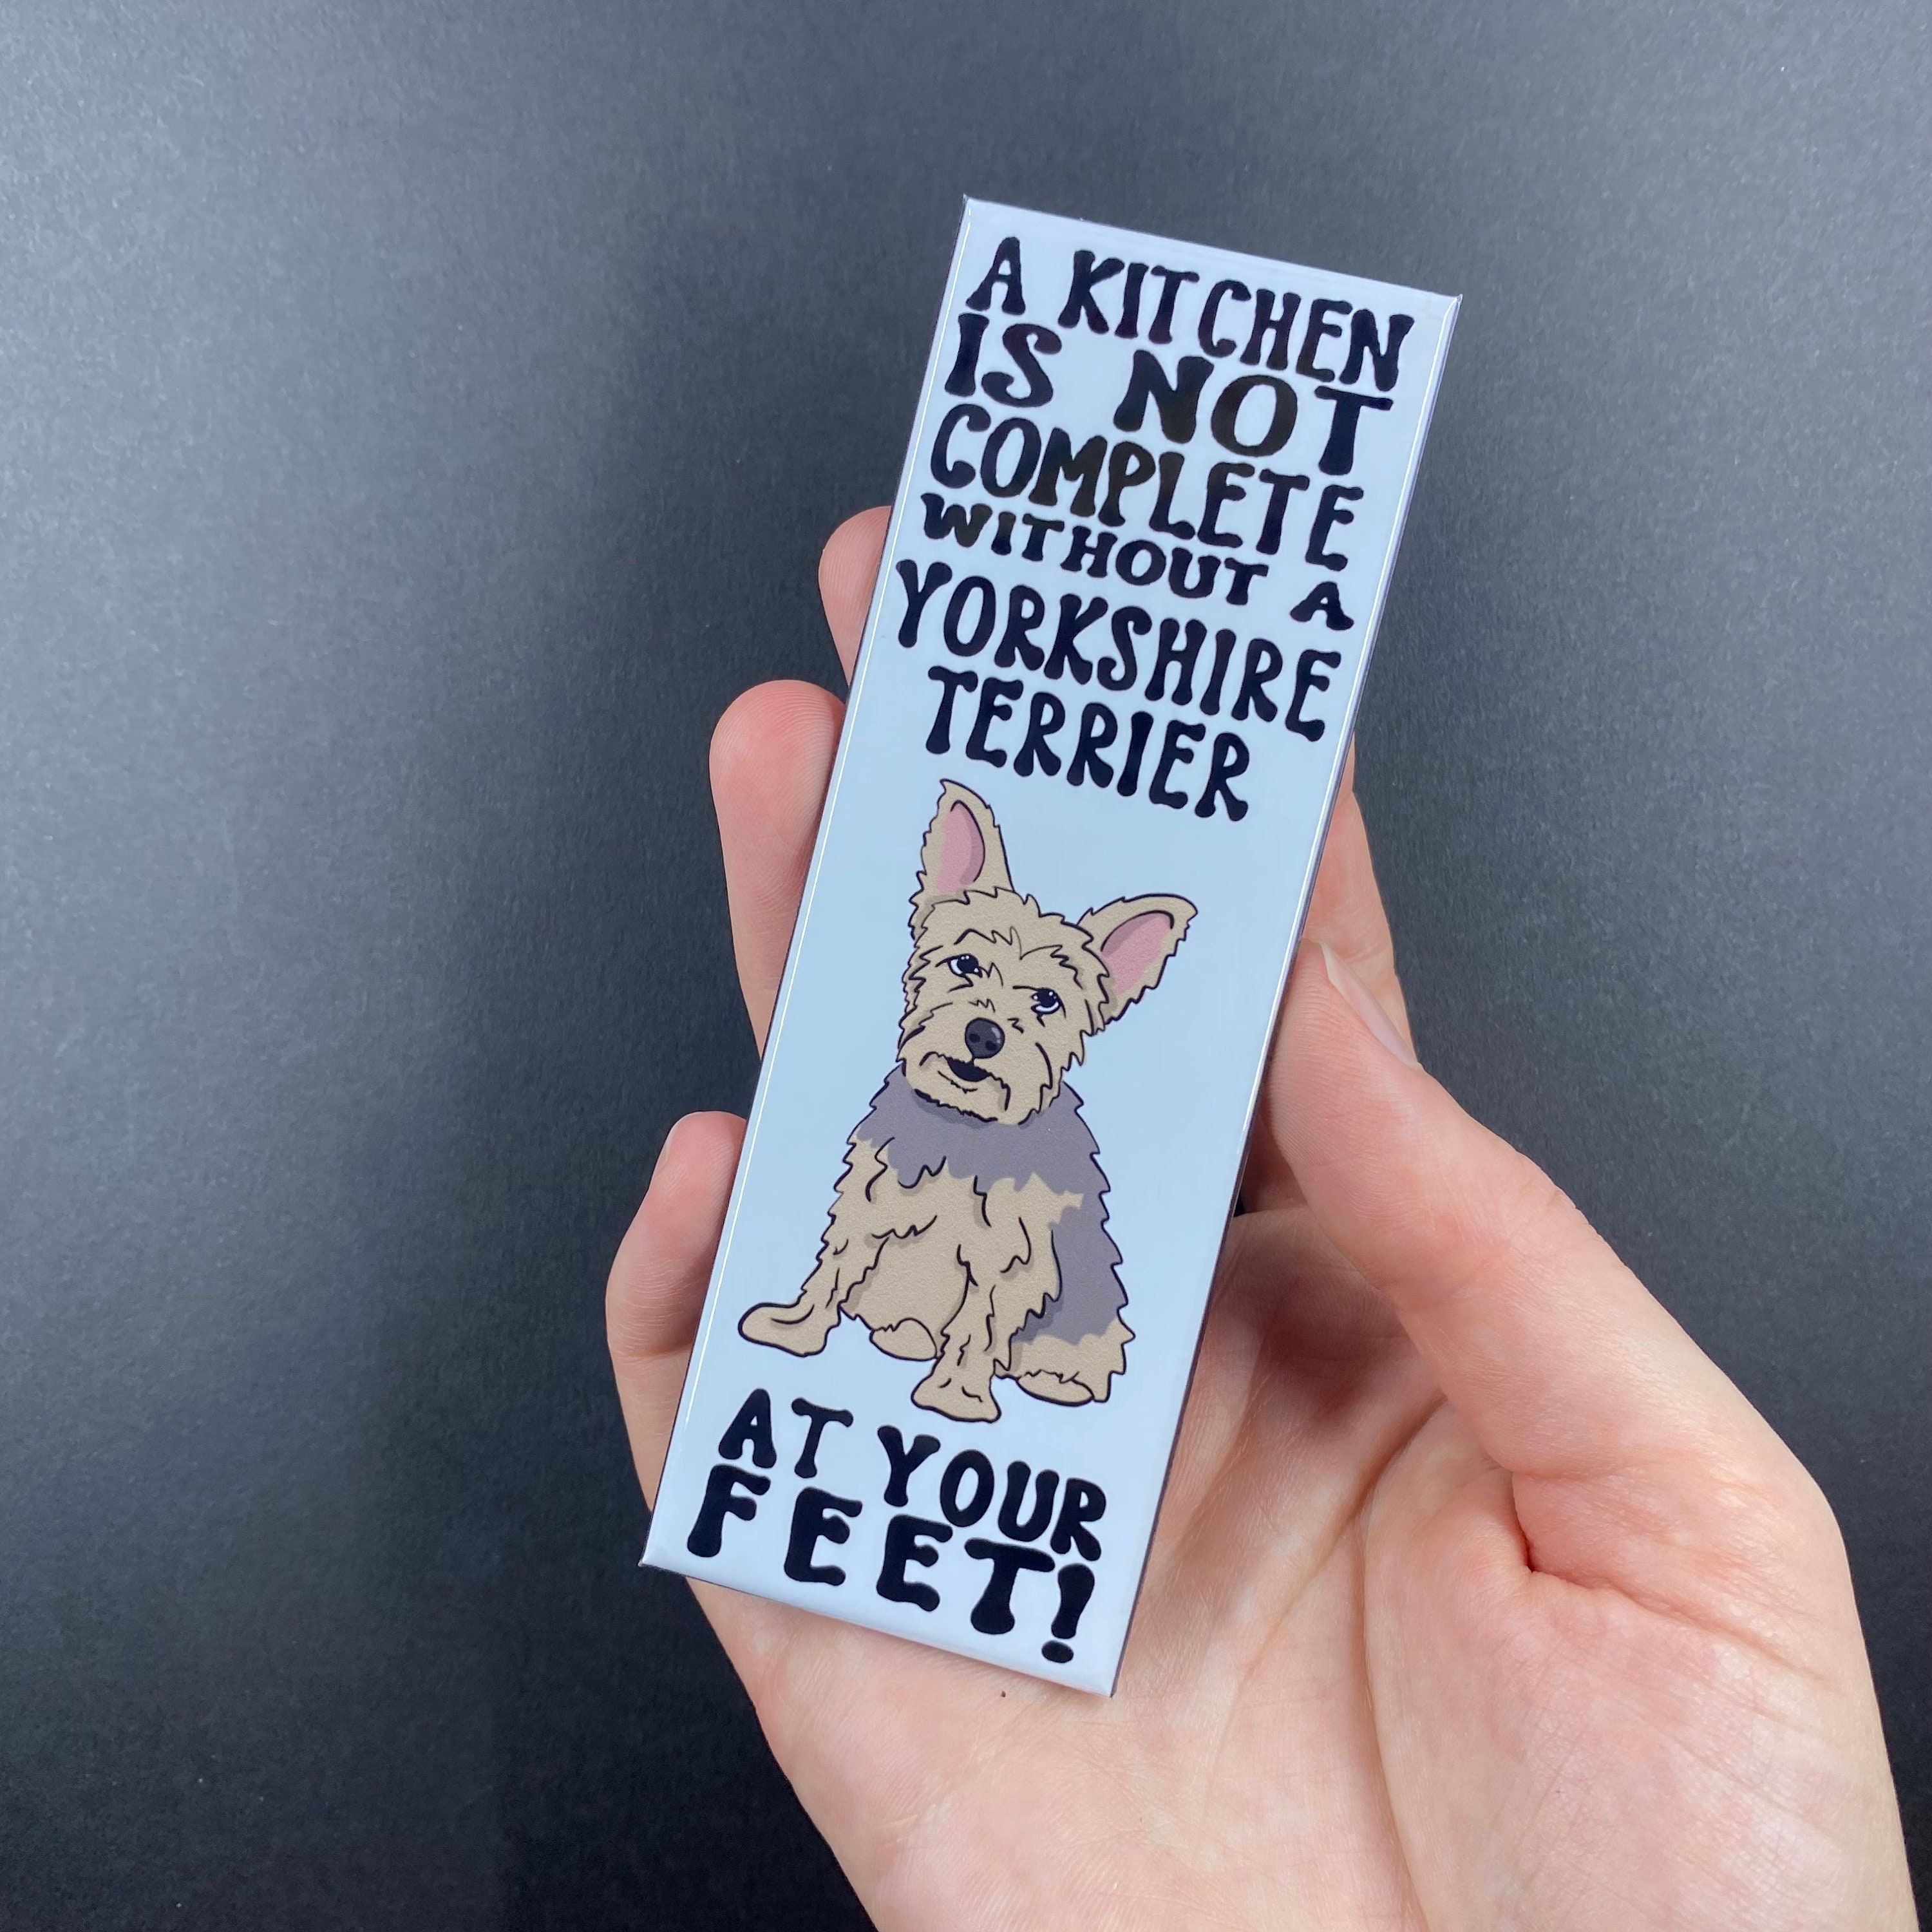 A KITCHEN
IS NOT
COMPLETE
WITHOUT A
YORKSHIRE
TERRIER
AT YOUR
FEET!